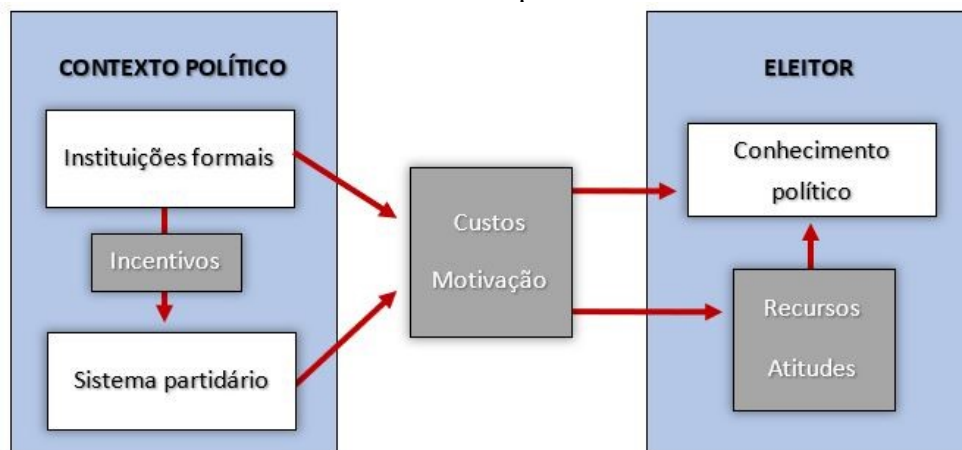 CONTEXTO POLÍTICO
Instituições formais
Incentivos
Sistema partidário
Custos
Motivação
ELEITOR
Conhecimento
político
Recursos
Atitudes